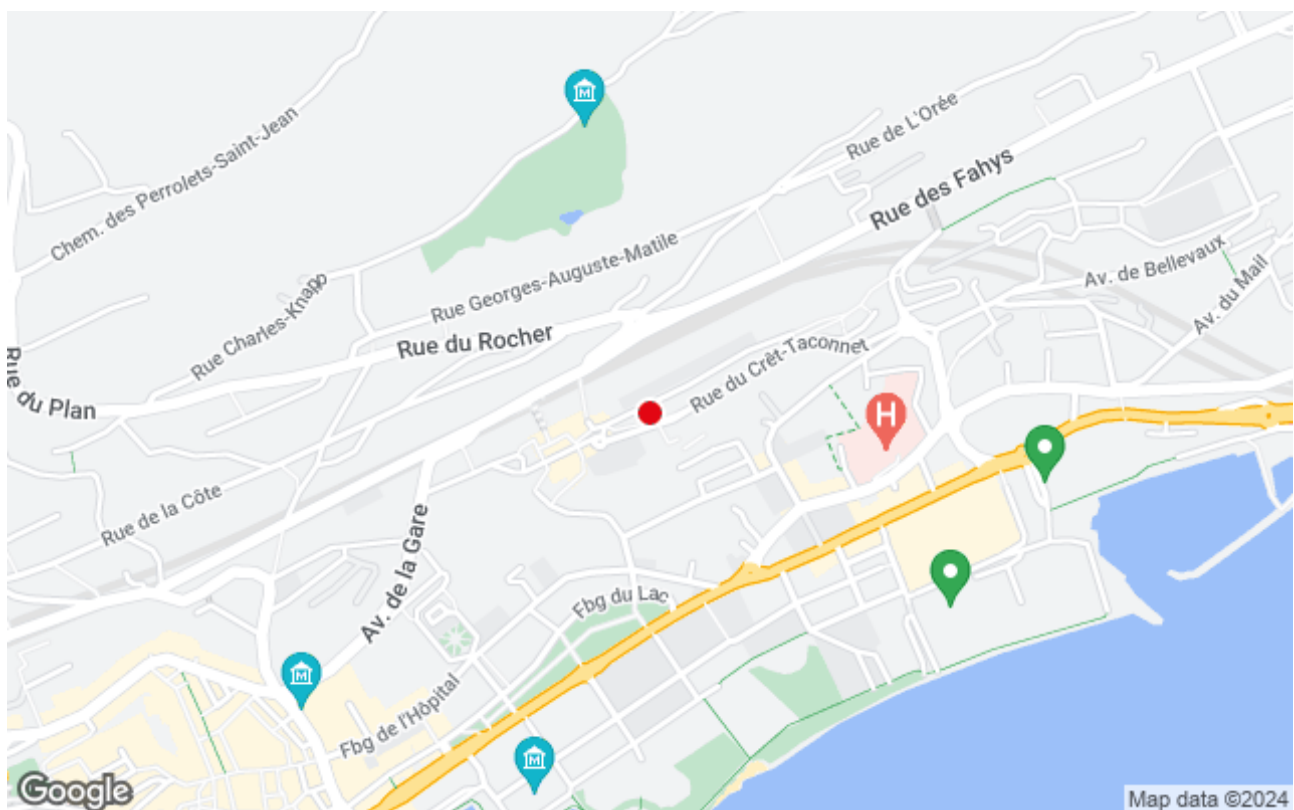 Chem. des Perrolets-Saint-Jean
M
Rue de L'Orée
Rue des Fahys
Rue Georges-Auguste-Matile
Rue Charles-Knapp
Rue du Rocher
Av. de Bellevaux
Av. du Mail
Rue du Plan
Rue du Crêt-Taconnet
H
Rue de la Côte
Av. de la Gare
Fbg du Lac
M
Fbg de l'Hôpital
M
Google
Map data ©2024